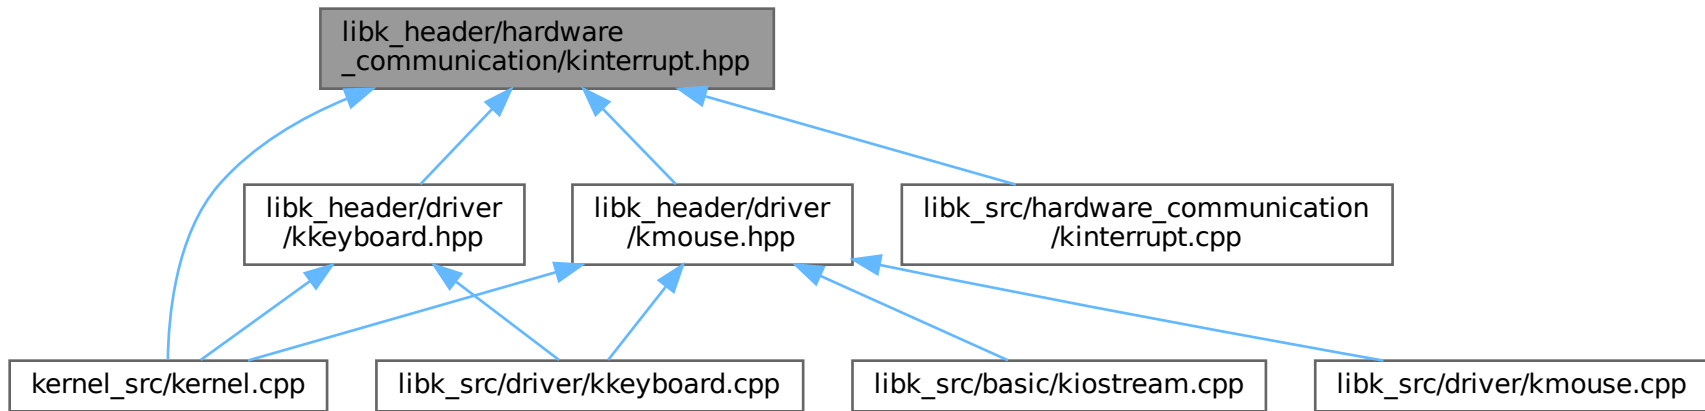 libk_header/hardware
_communication/kinterrupt.hpp
libk_header/driver
/kkeyboard.hpp
libk_header/driver
/kmouse.hpp
libk_src/hardware_communication
/kinterrupt.cpp
kernel_src/kernel.cpp
libk_src/driver/kkeyboard.cpp
libk_src/basic/kiostream.cpp
libk_src/driver/kmouse.cpp